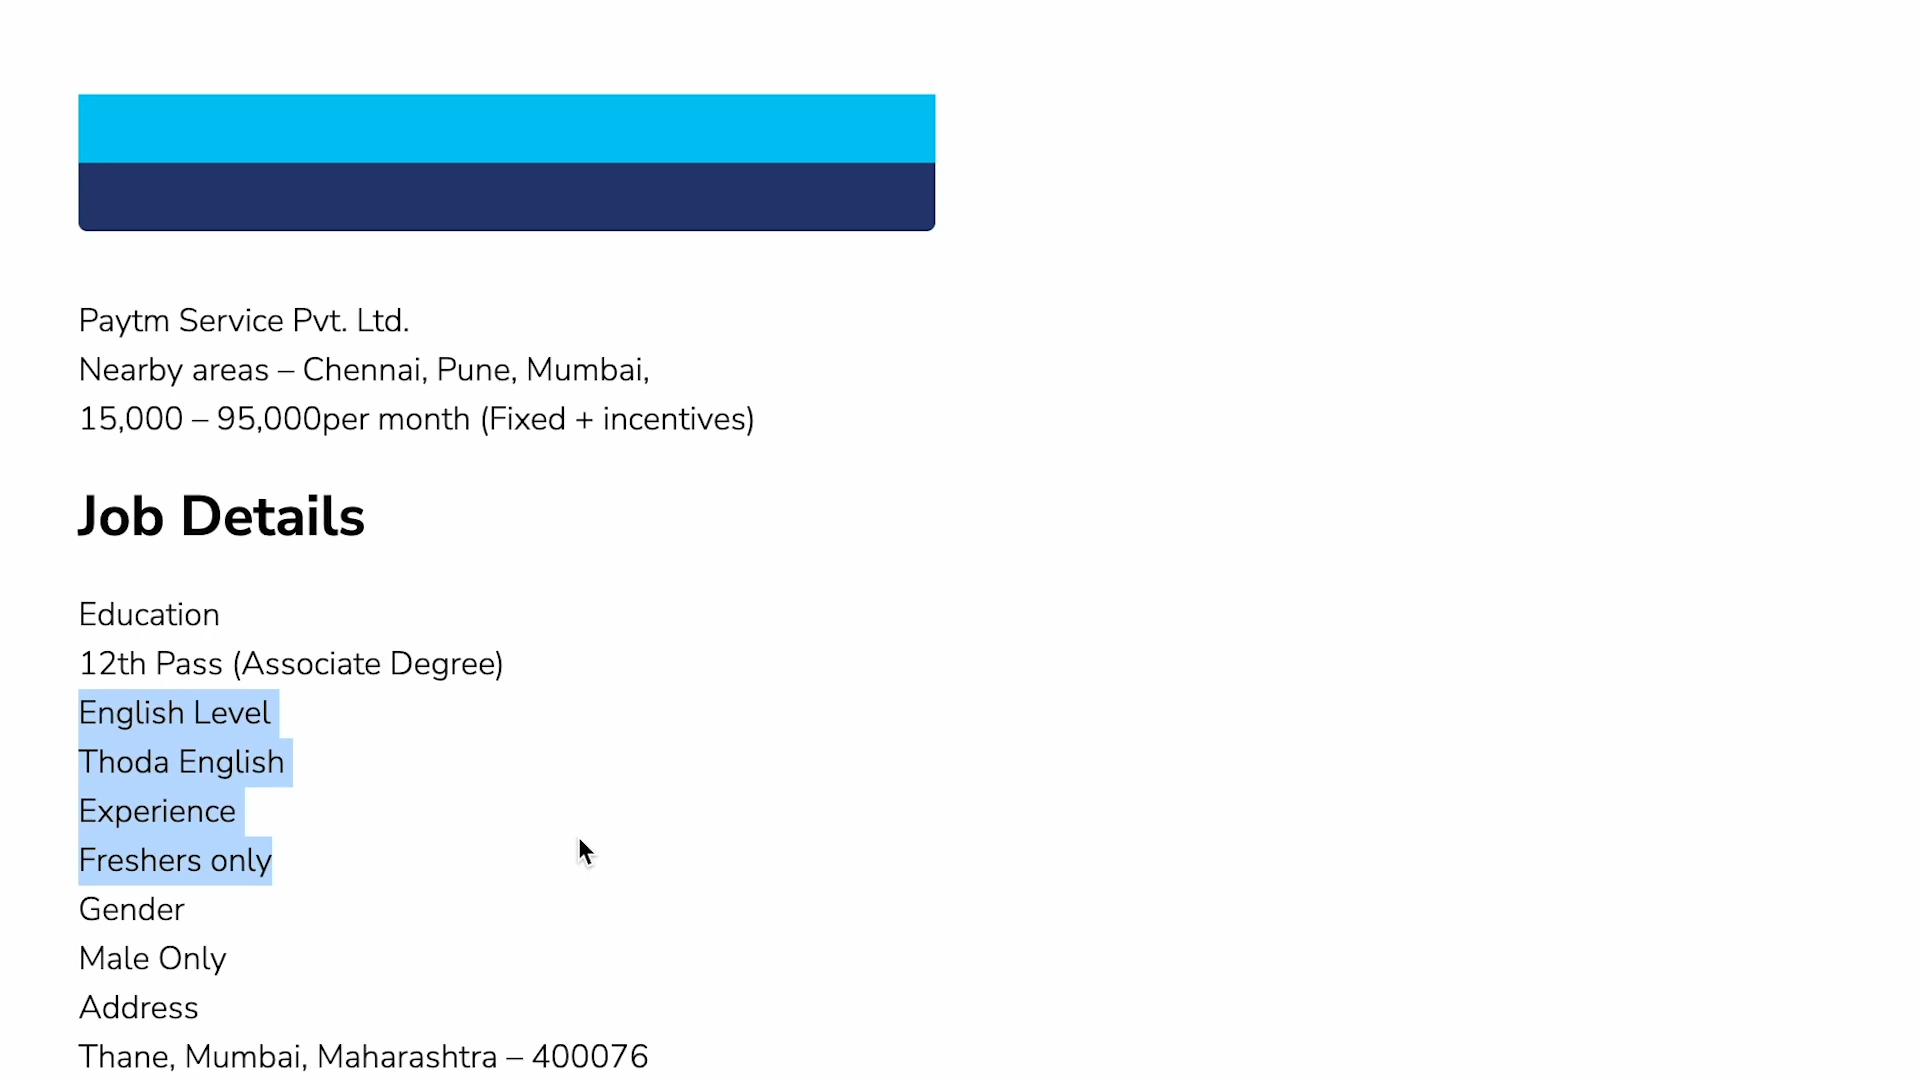 Paytm Service Pvt. Ltd.
Nearby areas – Chennai, Pune, Mumbai,
15,000 – 95,000per month (Fixed + incentives)
Job Details
Education
12th Pass (Associate Degree)
English Level
Thoda English
Experience
Freshers only
Gender
Male Only
Address
Thane, Mumbai, Maharashtra – 400076